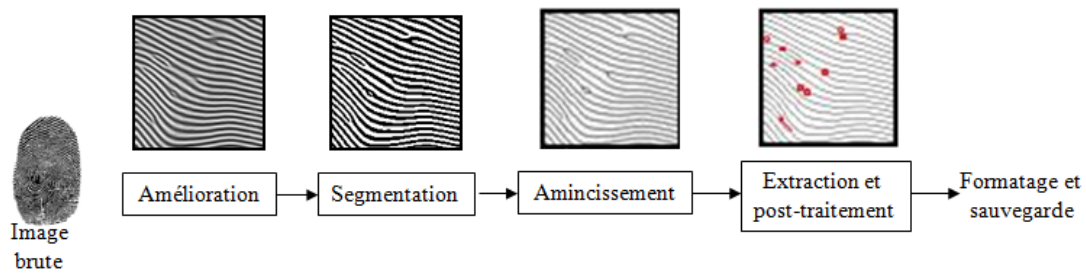 Image
brute
Amélioration
Segmentation
Amincissement
Extraction et
post-traitement
Formatage et
sauvegarde